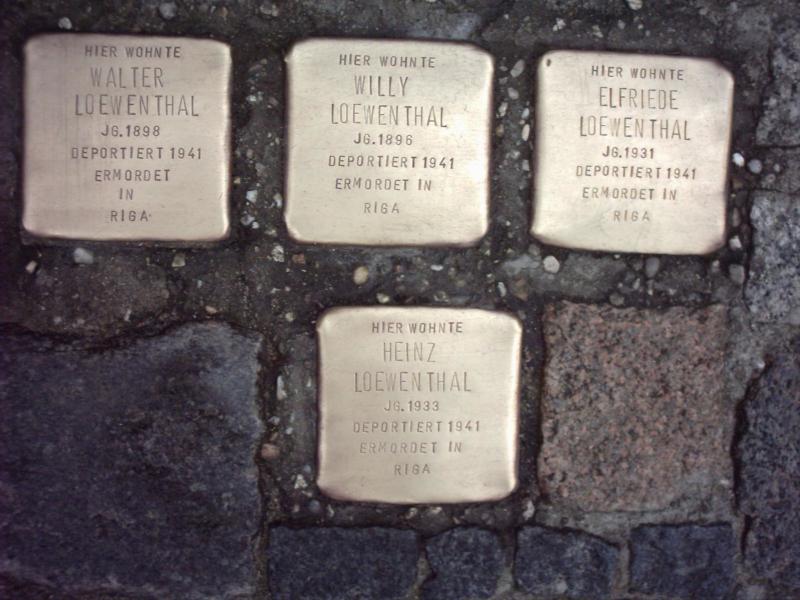 HIER WOHNTE
WALTER
LOEWENTHAL
JG.1898
DEPORTIERT 1941
ERMORDET
IN
RIGA
HIER WOHNTE
WILLY
LOEWENTHAL
JG.1896
DEPORTIERT 1941
ERMORDET IN
RIGA
HIER WOHNTE
ELFRIEDE
LOEWENTHAL
JG.1931
DEPORTIERT 1941
ERMORDET IN
RIGA
HIER WOHNTE
HEINZ
LOEWENTHAL
JG.1933
DEPORTIERT 1941
ERMORDET IN
RIGA